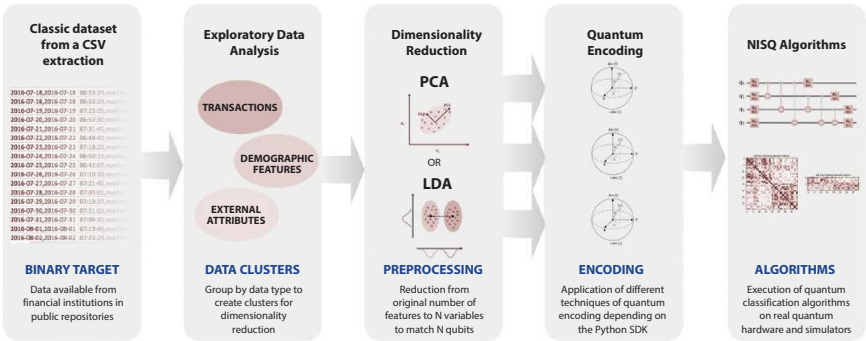 Classic dataset
from a CSV
extraction
2016-07-18,2016-07-18
2016-07-18,2016-07-18
2016-07-19,2016-07-19
2016-07-20,2016-07-20
2016-07-21,2016-07-21
2016-07-22,2016-07-22
2016-07-23,2016-07-23
2016-07-24,2016-07-24
2016-07-25,2016-07-25
2016-07-26,2016-07-26
2016-07-27,2016-07-27
2016-07-28,2016-07-28
2016-07-29,2016-07-29
2016-07-30,2016-07-30
2016-07-31,2016-07-31
2016-08-01,2016-08-01
2016-08-02,2016-08-02
BINARY TARGET
Data available from
financial institutions in
public repositories
Exploratory Data
Analysis
TRANSACTIONS
DEMOGRAPHIC
FEATURES
EXTERNAL
ATTRIBUTES
DATA CLUSTERS
Group by data type to
create clusters for
dimensionality
reduction
Dimensionality
Reduction
PCA
OR
LDA
PREPROCESSING
Reduction from
original number of
features to N variables
to match N qubits
Quantum
Encoding
ENCODING
Application of different
techniques of quantum
encoding depending on
the Python SDK
NISQ Algorithms
ALGORITHMS
Execution of quantum
classification algorithms
on real quantum
hardware and simulators